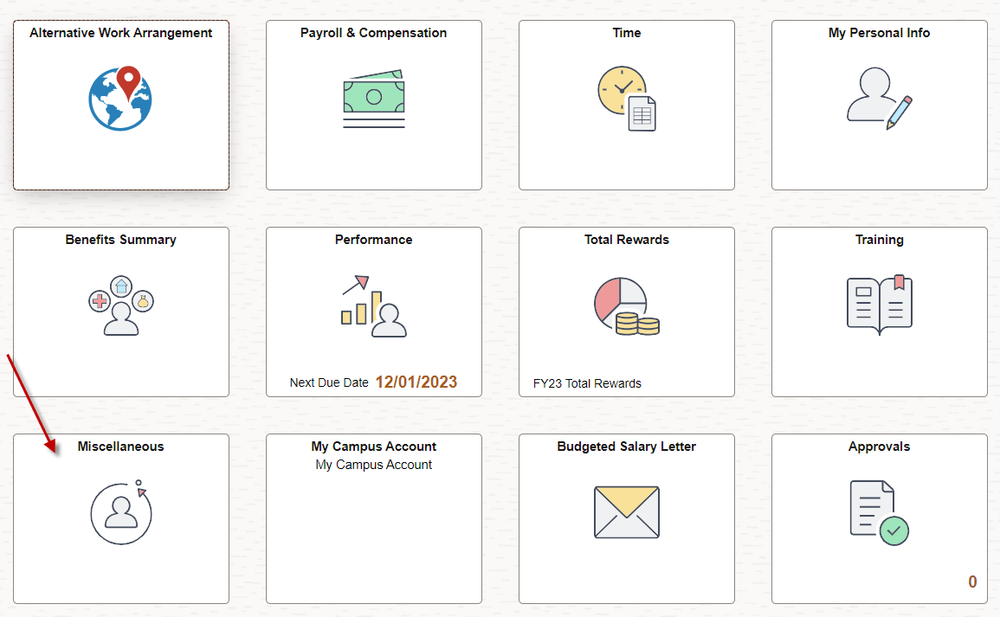 Alternative Work Arrangement
Payroll & Compensation
Time
My Personal Info
Benefits Summary
Performance
Next Due Date 12/01/2023
Total Rewards
FY23 Total Rewards
Training
Miscellaneous
My Campus Account
My Campus Account
Budgeted Salary Letter
Approvals
0